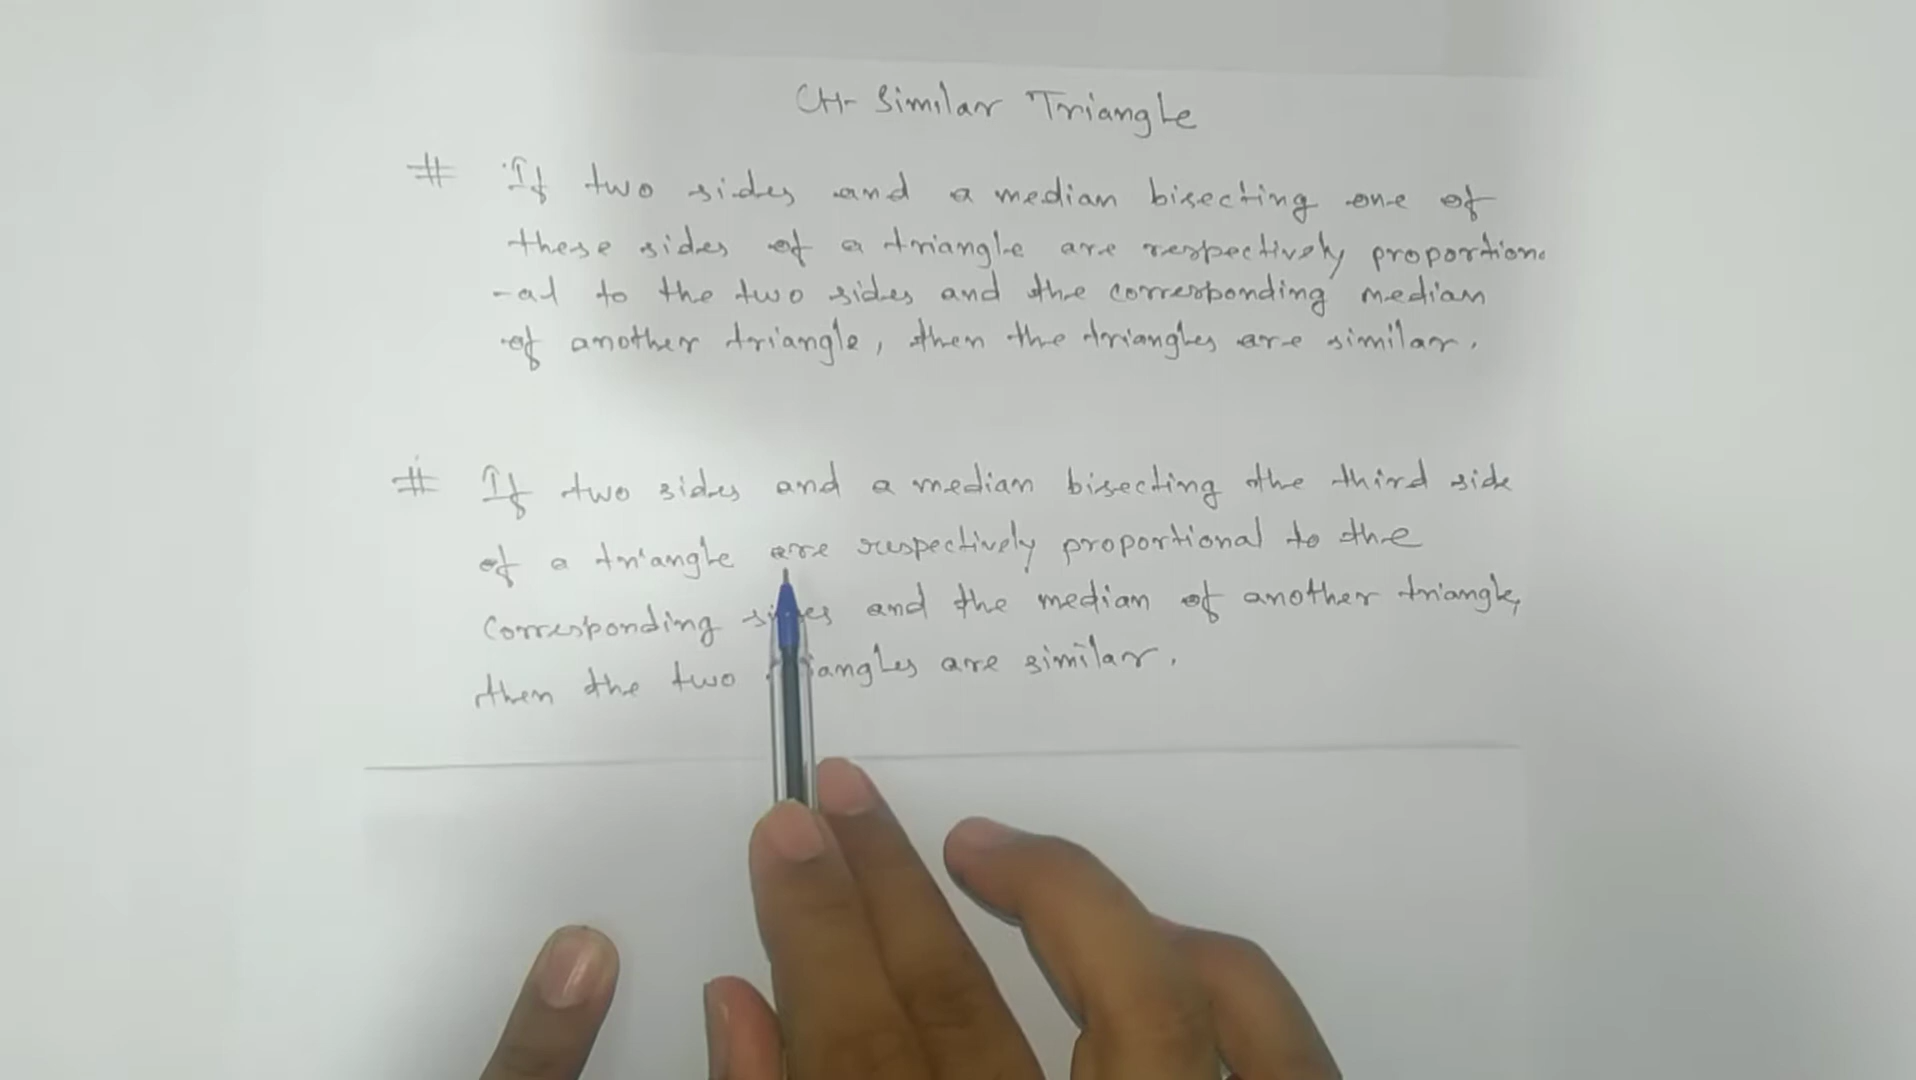 CH- Similar Triangle
# If two sides and a median bisecting one of
these sides of a triangle are respectively proportion
-al to the two sides and the corresponding median
of another triangle, then the triangles are similar.
# If two sides and a median bisecting the third side
of a triangle are respectively proportional to the
Corresponding sides and the median of another triangle,
then the two triangles are similar.